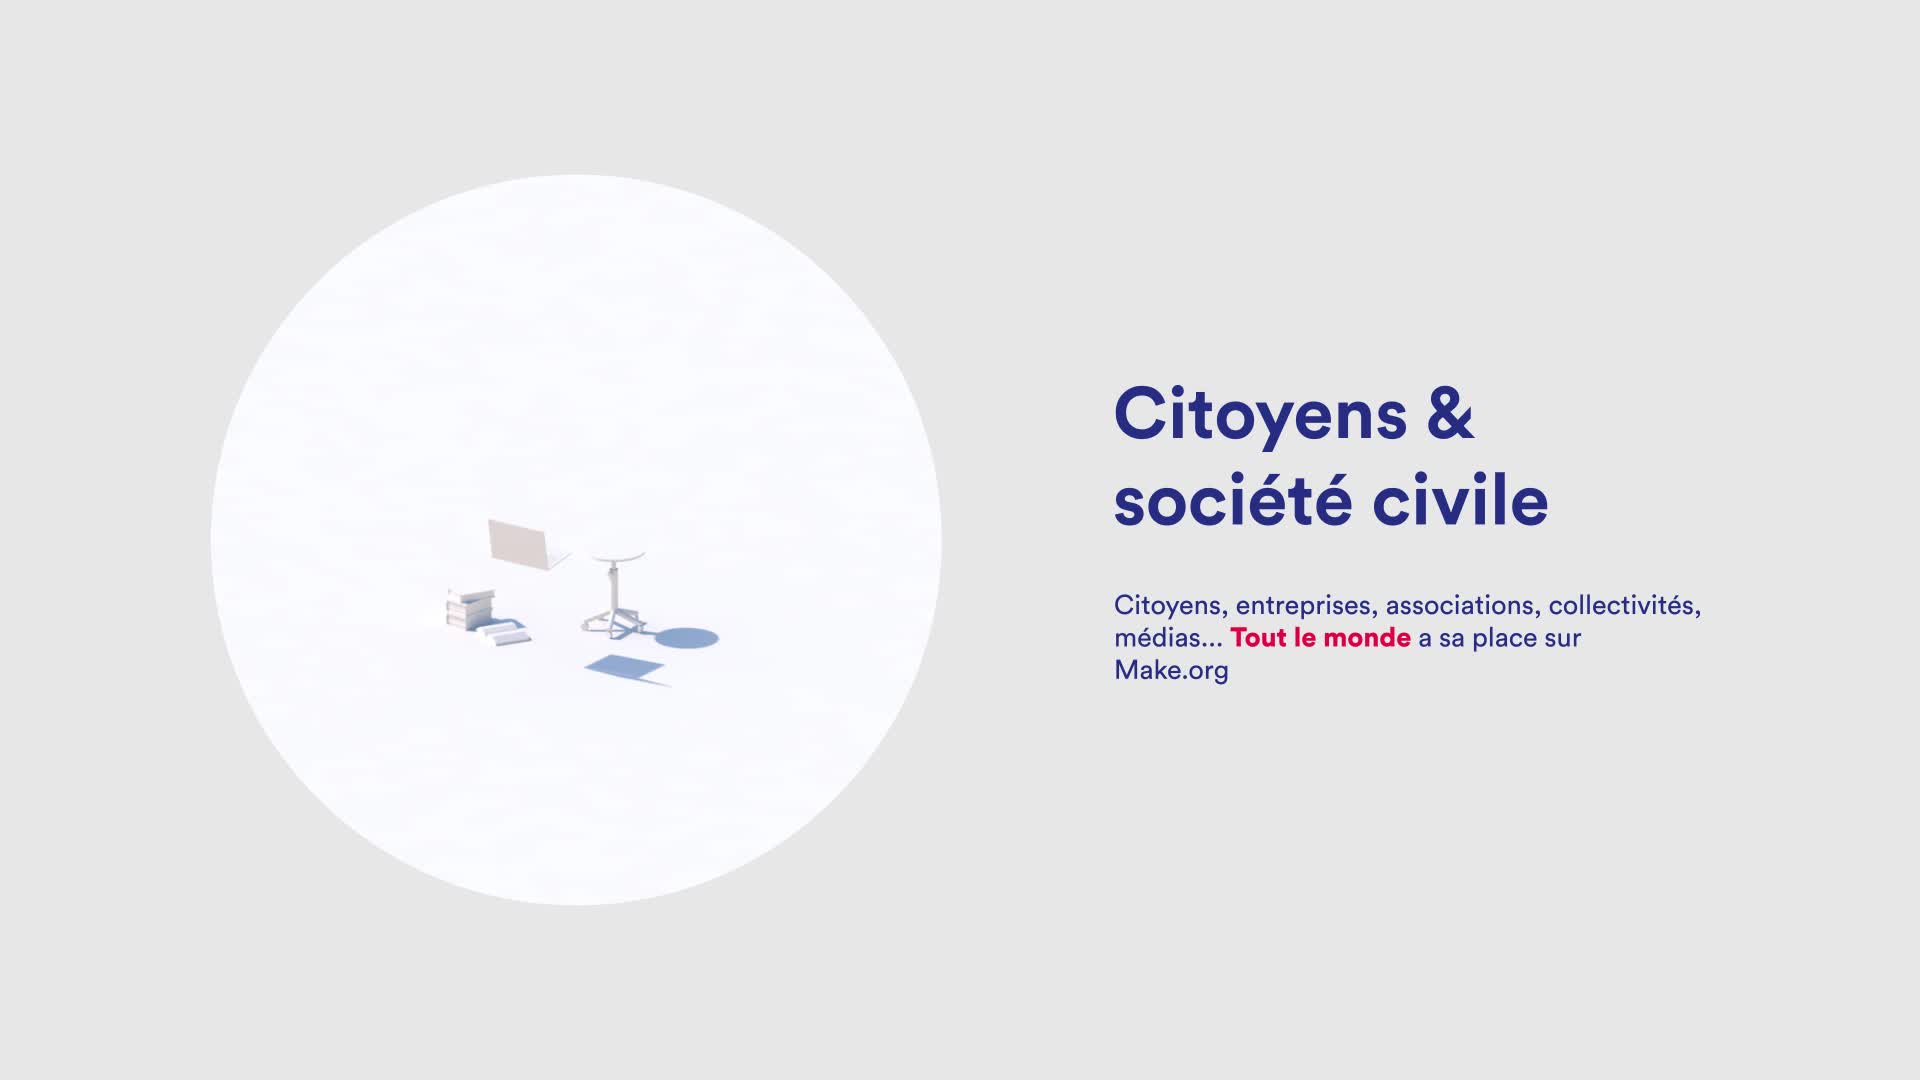 Citoyens &
société civile
Citoyens, entreprises, associations, collectivités,
médias... Tout le monde a sa place sur
Make.org